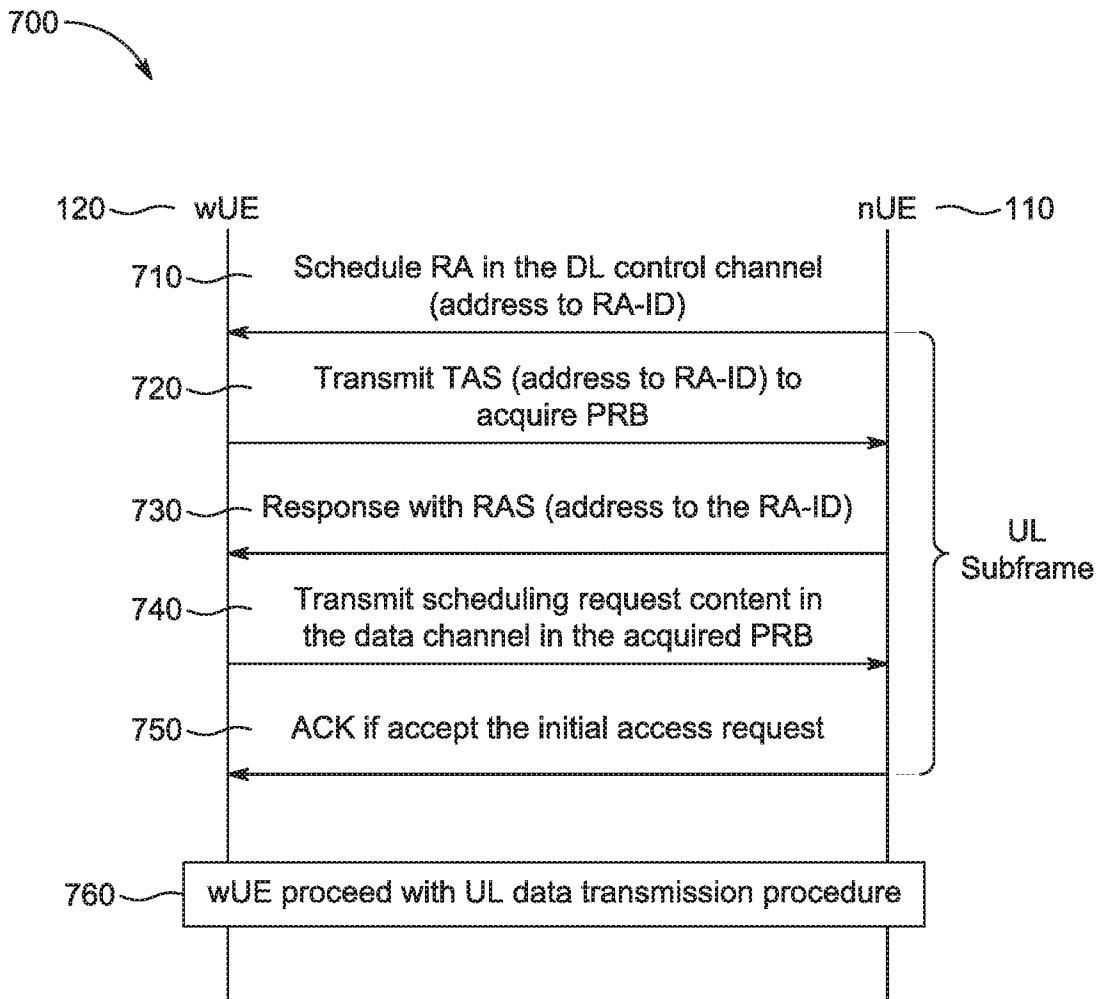 700
120 wUE nUE 110
710 Schedule RA in the DL control channel
(address to RA-ID)
720 Transmit TAS (address to RA-ID) to
acquire PRB
730 Response with RAS (address to the RA-ID)
UL
Subframe
740 Transmit scheduling request content in
the data channel in the acquired PRB
750 ACK if accept the initial access request
760 wUE proceed with UL data transmission procedure